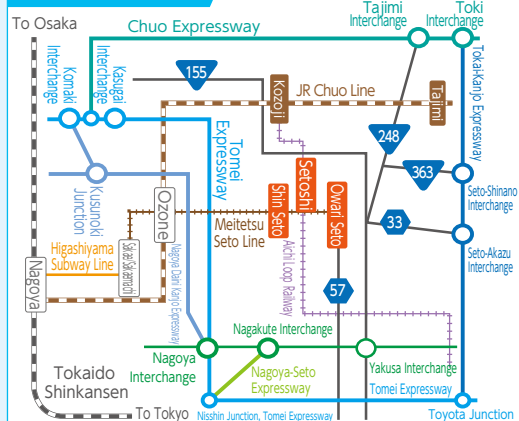 Tajimi
Interchange
Toki
Interchange
To Osaka
Chuo Expressway
Komaki
Interchange
Kasugai
Interchange
155
Kozoji
JR Chuo Line
Tajimi
Tokai-Kanjo Expressway
Tomei
Expressway
248
363
Kusunoki
Junction
Ozone
Setoshi
Shin Seto
Owari Seto
Seto-Shinano
Interchange
33
Meitetsu
Seto Line
Higashiyama
Subway Line
Sakae Sakaemachi
Nagoya Daini Kanjo Expressway
Aichi Loop Railway
Seto-Akazu
Interchange
Nagoya
57
Nagakute Interchange
Nagoya
Interchange
Yakusa Interchange
Nagoya-Seto
Expressway
Tokaido
Shinkansen
Tomei Expressway
To Tokyo
Nisshin Junction, Tomei Expressway
Toyota Junction